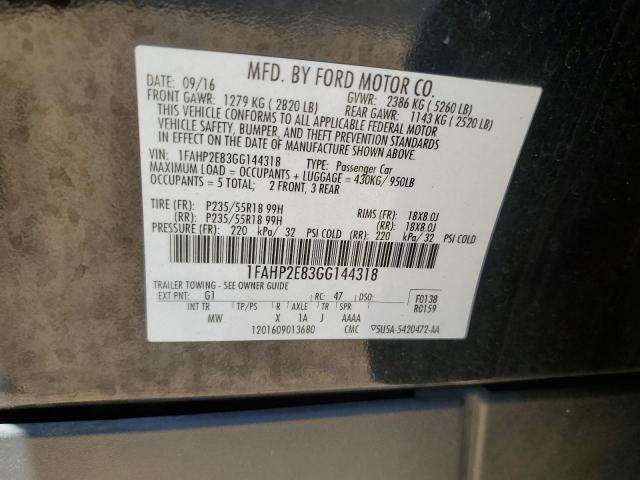 MFD. BY FORD MOTOR CO.
DATE: 09/16 GVWR: 2386 KG ( 5260 LB)
FRONT GAWR: 1279 KG ( 2820 LB) REAR GAWR: 1143 KG ( 2520 LB)
THIS VEHICLE CONFORMS TO ALL APPLICABLE FEDERAL MOTOR
VEHICLE SAFETY, BUMPER, AND THEFT PREVENTION STANDARDS
IN EFFECT ON THE DATE OF MANUFACTURE SHOWN ABOVE.
VIN: 1FAHP2E83GG144318 TYPE: Passenger Car
MAXIMUM LOAD = OCCUPANTS + LUGGAGE = 430KG/ 950LB
OCCUPANTS = 5 TOTAL; 2 FRONT, 3 REAR
TIRE (FR): P235/55R18 99H RIMS (FR): 18X8.0J
(RR): P235/55R18 99H (RR): 18X8.0J
PRESSURE (FR): 220 kPa/ 32 PSI COLD (RR): 220 kPa/ 32 PSI COLD
1FAHP2E83GG144318
TRAILER TOWING - SEE OWNER GUIDE
EXT PNT: G1 RC: 47 DSO: F0138
INT TR TP/PS R AXLE TR SPR R0159
MW X 1A J AAAA
1201609013680 CMC 5U5A-5420472-AA